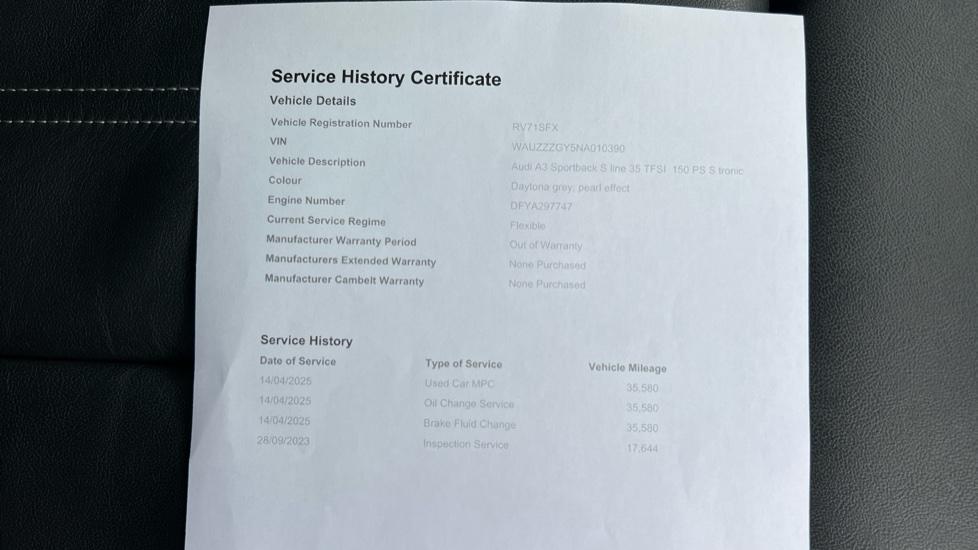 Service History Certificate
Vehicle Details
Vehicle Registration Number RV71SFX
VIN WAUZZZGY5NA010390
Vehicle Description Audi A3 Sportback S line 35 TFSI 150 PS S tronic
Colour Daytona grey, pearl effect
Engine Number DFYA297747
Current Service Regime Flexible
Manufacturer Warranty Period Out of Warranty
Manufacturers Extended Warranty None Purchased
Manufacturer Cambelt Warranty None Purchased
Service History
Date of Service Type of Service Vehicle Mileage
14/04/2025 Used Car MPC 35,580
14/04/2025 Oil Change Service 35,580
14/04/2025 Brake Fluid Change 35,580
28/09/2023 Inspection Service 17,644